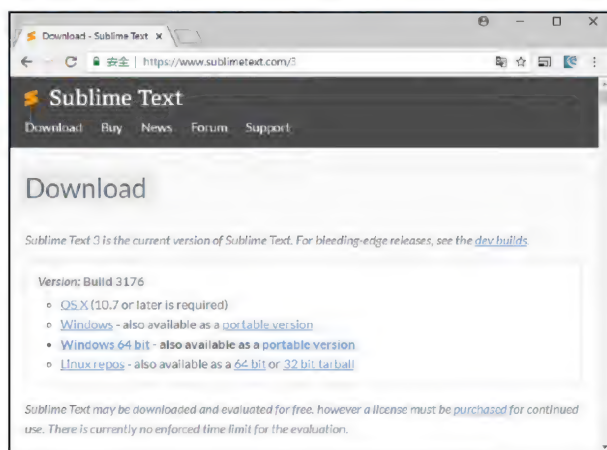 Download - Sublime Text
安全 | https://www.sublimetext.com/3
Sublime Text
Download Buy News Forum Support
Download
Sublime Text 3 is the current version of Sublime Text. For bleeding-edge releases, see the dev builds.
Version: Build 3176
OS X (10.7 or later is required)
Windows - also available as a portable version
Windows 64 bit - also available as a portable version
Linux repos - also available as a 64 bit or 32 bit tarball
Sublime Text may be downloaded and evaluated for free, however a license must be purchased for continued
use. There is currently no enforced time limit for the evaluation.